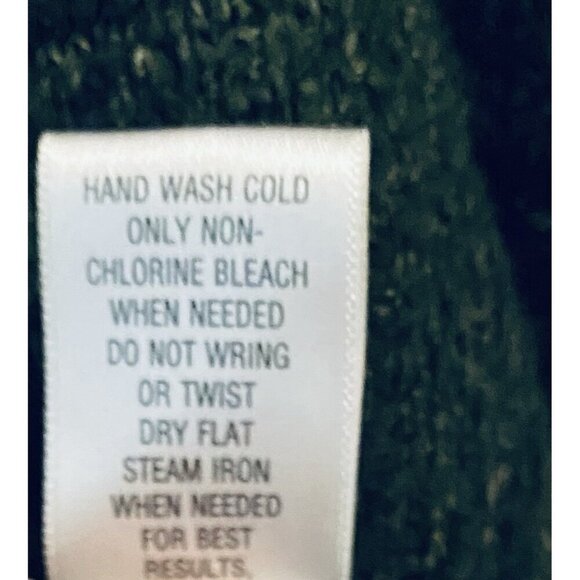 HAND WASH COLD
ONLY NON-
CHLORINE BLEACH
WHEN NEEDED
DO NOT WRING
OR TWIST
DRY FLAT
STEAM IRON
WHEN NEEDED
FOR BEST
RESULTS,